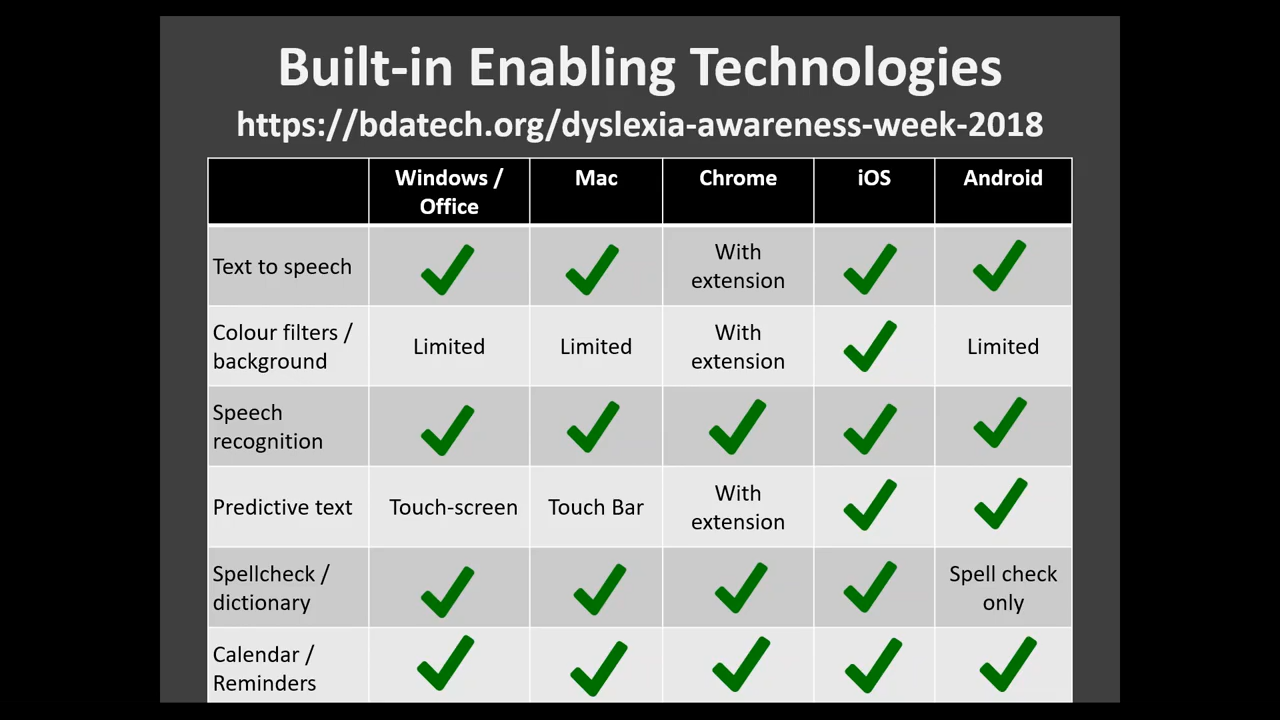 Built-in Enabling Technologies
https://bdatech.org/dyslexia-awareness-week-2018
Windows / Office Mac Chrome iOS Android
Text to speech With extension
Colour filters / background Limited Limited With extension Limited
Speech recognition
Predictive text Touch-screen Touch Bar With extension
Spellcheck / dictionary Spell check only
Calendar / Reminders